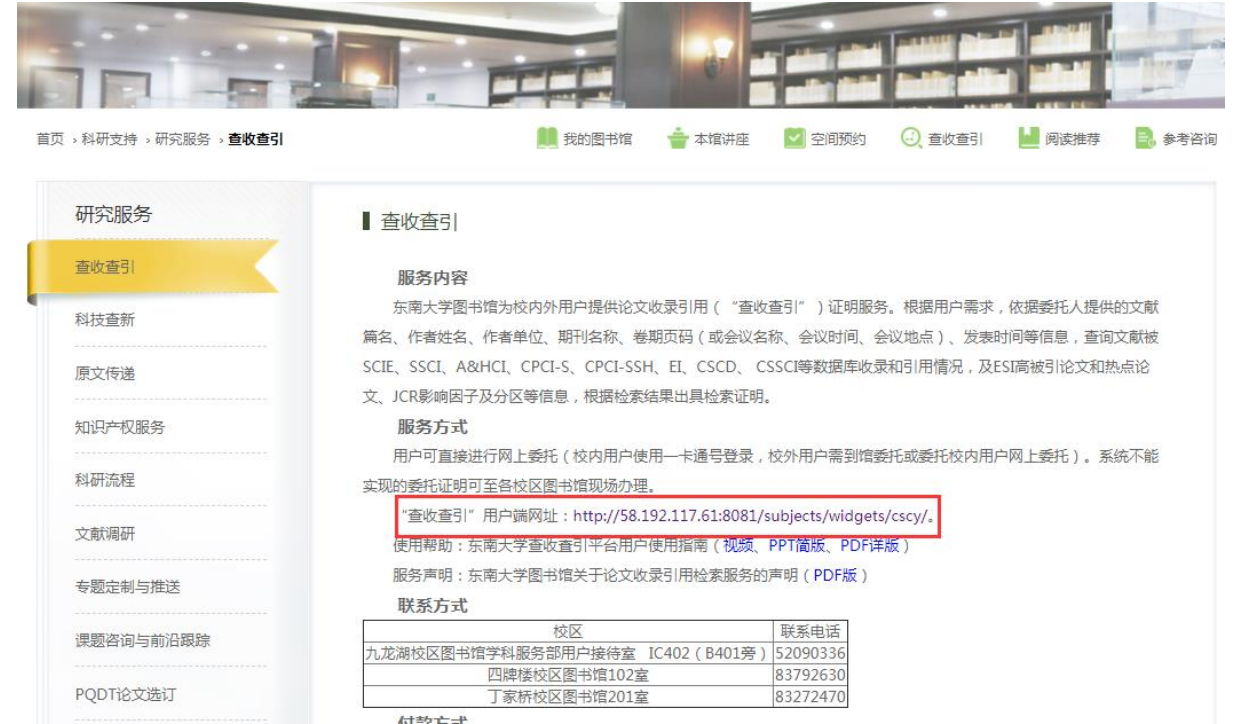 首页 › 科研支持 › 研究服务 › 查收查引
我的图书馆
本馆讲座
空间预约
查收查引
阅读推荐
参考咨询
研究服务
查收查引
科技查新
原文传递
知识产权服务
科研流程
文献调研
专题定制与推送
课题咨询与前沿跟踪
PQDT论文选订
查收查引
服务内容
东南大学图书馆为校内外用户提供论文收录引用（“查收查引”）证明服务。根据用户需求，依据委托人提供的文献
篇名、作者姓名、作者单位、期刊名称、卷期页码（或会议名称、会议时间、会议地点）、发表时间等信息，查询文献被
SCIE、SSCI、A&HCI、CPCI-S、CPCI-SSH、EI、CSCD、 CSSCI等数据库收录和引用情况，及ESI高被引论文和热点论
文、JCR影响因子及分区等信息，根据检索结果出具检索证明。
服务方式
用户可直接进行网上委托（校内用户使用一卡通号登录，校外用户需到馆委托或委托校内用户网上委托）。系统不能
实现的委托证明可至各校区图书馆现场办理。
“查收查引”用户端网址：http://58.192.117.61:8081/subjects/widgets/cscy/。
使用帮助：东南大学查收查引平台用户使用指南（视频、PPT简版、PDF详版）
服务声明：东南大学图书馆关于论文收录引用检索服务的声明（PDF版）
联系方式
校区 联系电话
九龙湖校区图书馆学科服务部用户接待室 IC402（B401旁） 52090336
四牌楼校区图书馆102室 83792630
丁家桥校区图书馆201室 83272470
付款方式